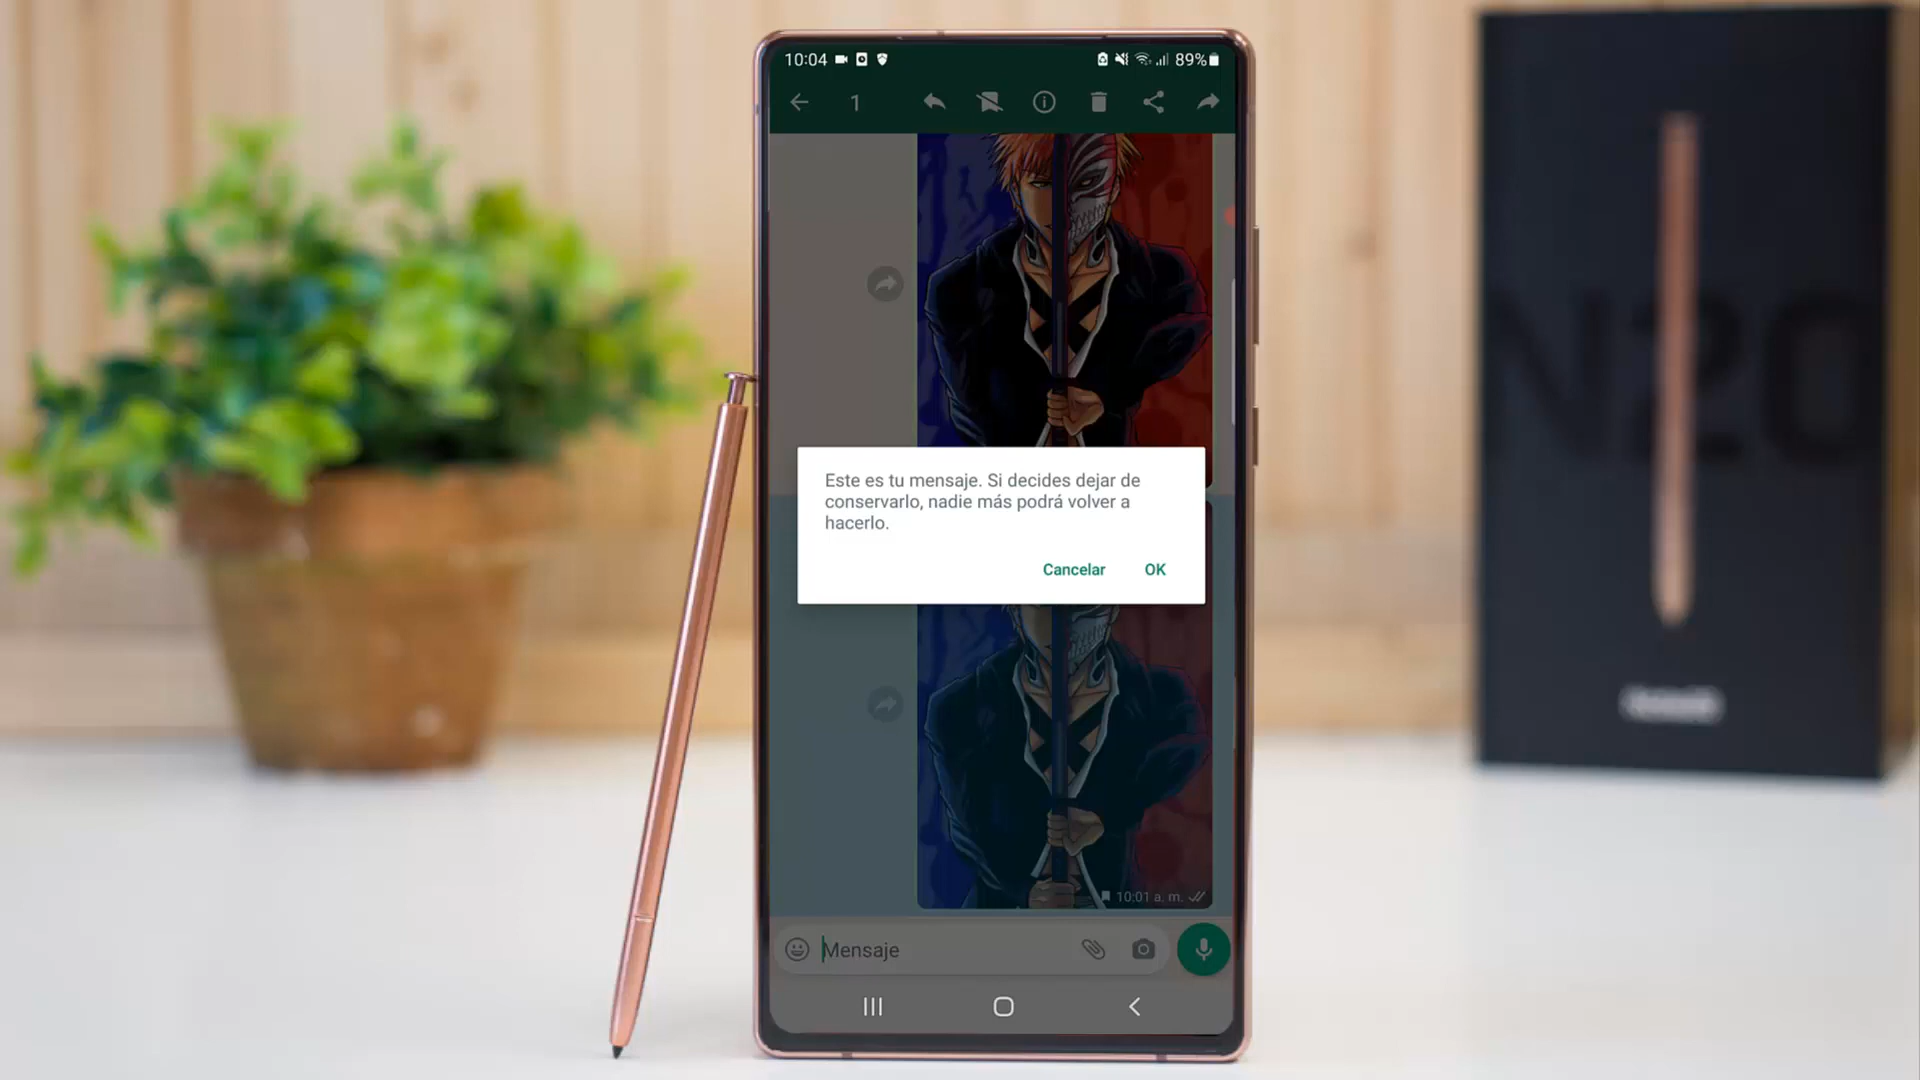 10:04
89%
1
Este es tu mensaje. Si decides dejar de
conservarlo, nadie más podrá volver a
hacerlo.
Cancelar OK
10:01 a. m.
Mensaje
N20